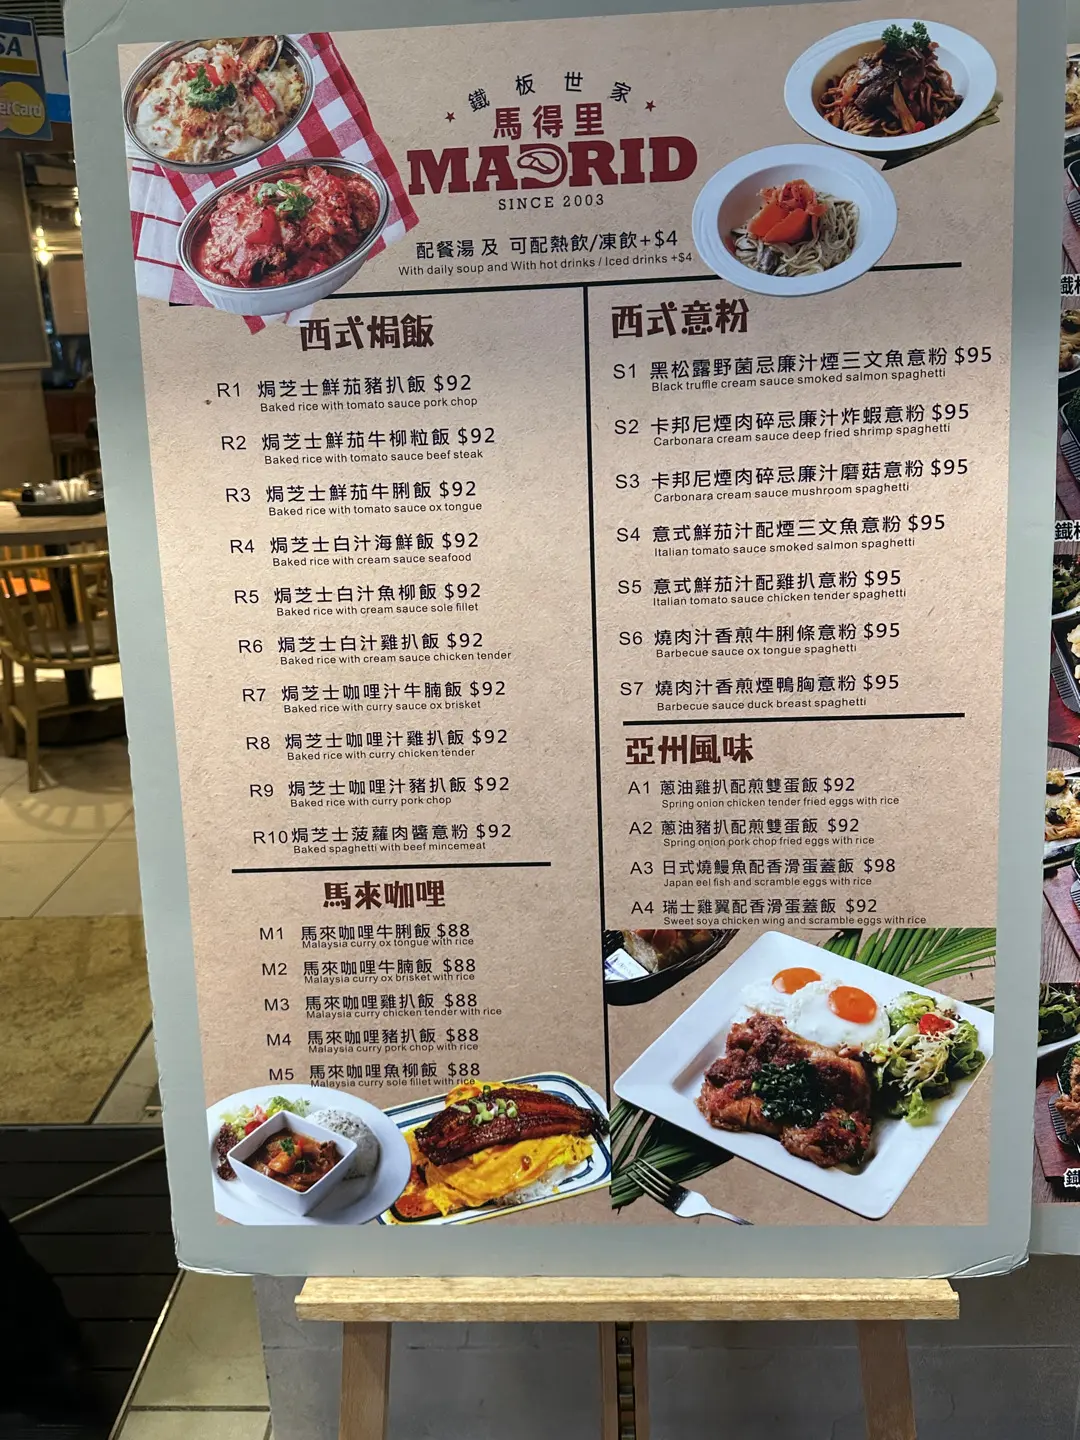 VISA
MasterCard
鐵板世家
馬得里
MADRID
SINCE 2003
配餐湯 及 可配熱飲/凍飲+$4
With daily soup and With hot drinks / Iced drinks +$4
西式焗飯
R1 焗芝士鮮茄豬扒飯 $92
Baked rice with tomato sauce pork chop
R2 焗芝士鮮茄牛柳粒飯 $92
Baked rice with tomato sauce beef steak
R3 焗芝士鮮茄牛脷飯 $92
Baked rice with tomato sauce ox tongue
R4 焗芝士白汁海鮮飯 $92
Baked rice with cream sauce seafood
R5 焗芝士白汁魚柳飯 $92
Baked rice with cream sauce sole fillet
R6 焗芝士白汁雞扒飯 $92
Baked rice with cream sauce chicken tender
R7 焗芝士咖哩汁牛腩飯 $92
Baked rice with curry sauce ox brisket
R8 焗芝士咖哩汁雞扒飯 $92
Baked rice with curry chicken tender
R9 焗芝士咖哩汁豬扒飯 $92
Baked rice with curry pork chop
R10 焗芝士菠蘿肉醬意粉 $92
Baked spaghetti with beef mincemeat
馬來咖哩
M1 馬來咖哩牛脷飯 $88
Malaysia curry ox tongue with rice
M2 馬來咖哩牛腩飯 $88
Malaysia curry ox brisket with rice
M3 馬來咖哩雞扒飯 $88
Malaysia curry chicken tender with rice
M4 馬來咖哩豬扒飯 $88
Malaysia curry pork chop with rice
M5 馬來咖哩魚柳飯 $88
Malaysia curry sole fillet with rice
西式意粉
S1 黑松露野菌忌廉汁煙三文魚意粉 $95
Black truffle cream sauce smoked salmon spaghetti
S2 卡邦尼煙肉碎忌廉汁炸蝦意粉 $95
Carbonara cream sauce deep fried shrimp spaghetti
S3 卡邦尼煙肉碎忌廉汁磨菇意粉 $95
Carbonara cream sauce mushroom spaghetti
S4 意式鮮茄汁配煙三文魚意粉 $95
Italian tomato sauce smoked salmon spaghetti
S5 意式鮮茄汁配雞扒意粉 $95
Italian tomato sauce chicken tender spaghetti
S6 燒肉汁香煎牛脷條意粉 $95
Barbecue sauce ox tongue spaghetti
S7 燒肉汁香煎煙鴨胸意粉 $95
Barbecue sauce duck breast spaghetti
亞州風味
A1 蔥油雞扒配煎雙蛋飯 $92
Spring onion chicken tender fried eggs with rice
A2 蔥油豬扒配煎雙蛋飯 $92
Spring onion pork chop fried eggs with rice
A3 日式燒鰻魚配香滑蛋蓋飯 $98
Japan eel fish and scramble eggs with rice
A4 瑞士雞翼配香滑蛋蓋飯 $92
Sweet soya chicken wing and scramble eggs with rice
鐵
鐵
鐵